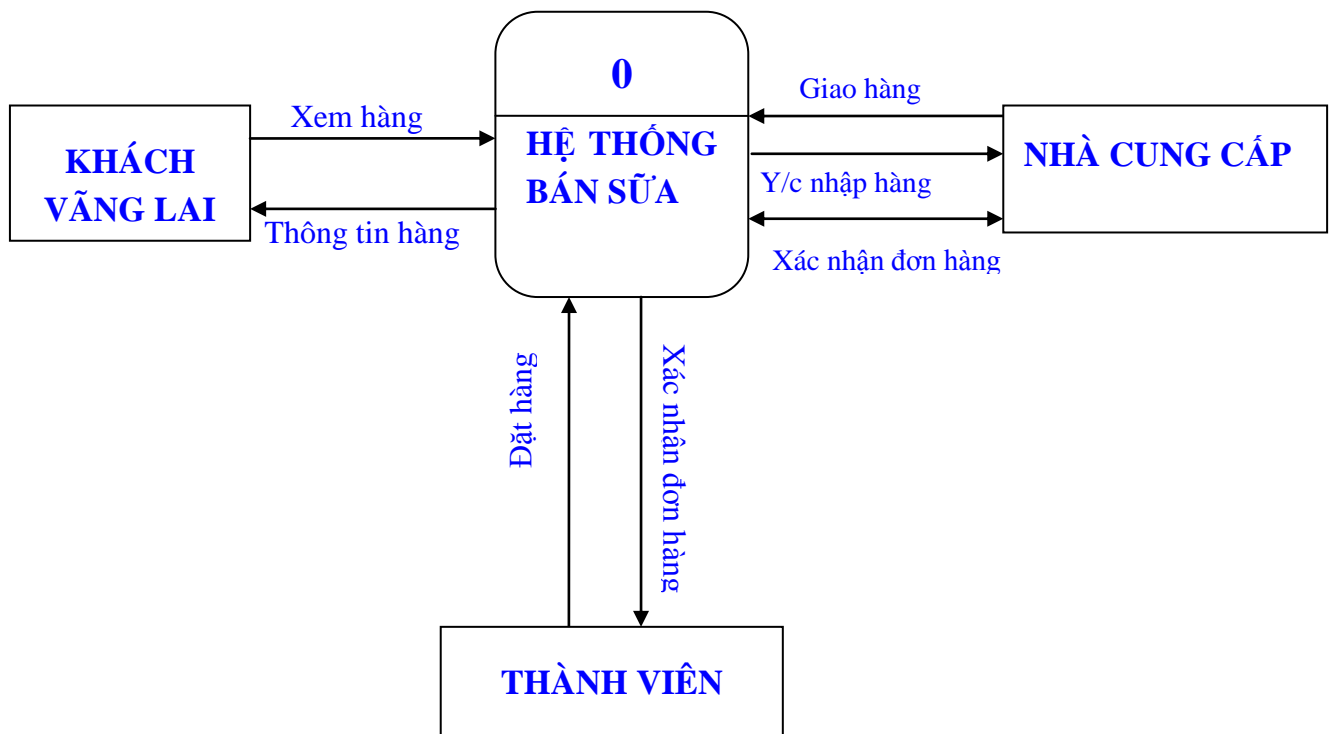 0
Giao hàng
Xem hàng
KHÁCH
VÃNG LAI
HỆ THỐNG
BÁN SỮA
NHÀ CUNG CẤP
Y/c nhập hàng
Thông tin hàng
Xác nhận đơn hàng
Đặt hàng
Xác nhân đơn hàng
THÀNH VIÊN